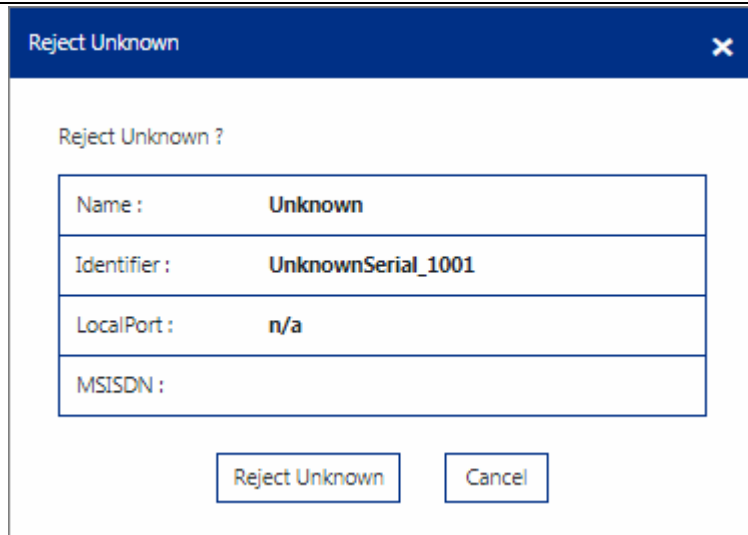 Reject Unknown
Reject Unknown ?
Name : Unknown
Identifier : UnknownSerial_1001
LocalPort : n/a
MSISDN :
Reject Unknown Cancel